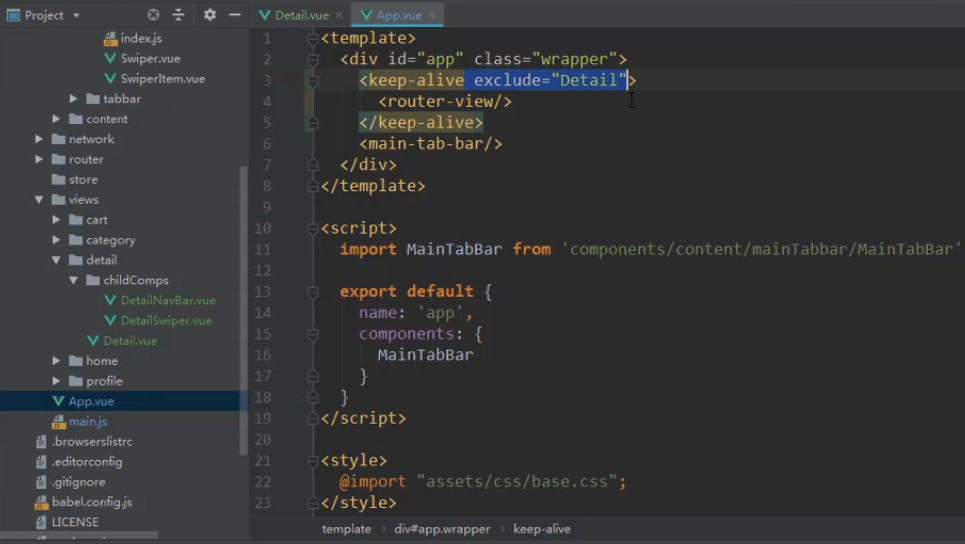 Project
Detail.vue
App.vue
index.js
Swiper.vue
SwiperItem.vue
tabbar
content
network
router
store
views
cart
category
detail
childComps
DetailNavBar.vue
DetailSwiper.vue
Detail.vue
home
profile
App.vue
main.js
.browserslistrc
.editorconfig
.gitignore
babel.config.js
LICENSE
1 <template>
2 <div id="app" class="wrapper">
3 <keep-alive exclude="Detail">
4 <router-view/>
5 </keep-alive>
6 <main-tab-bar/>
7 </div>
8 </template>
9
10 <script>
11 import MainTabBar from 'components/content/mainTabbar/MainTabBar'
12
13 export default {
14 name: 'app',
15 components: {
16 MainTabBar
17 }
18 }
19 </script>
20
21 <style>
22 @import "assets/css/base.css";
23 </style>
template div#app.wrapper keep-alive